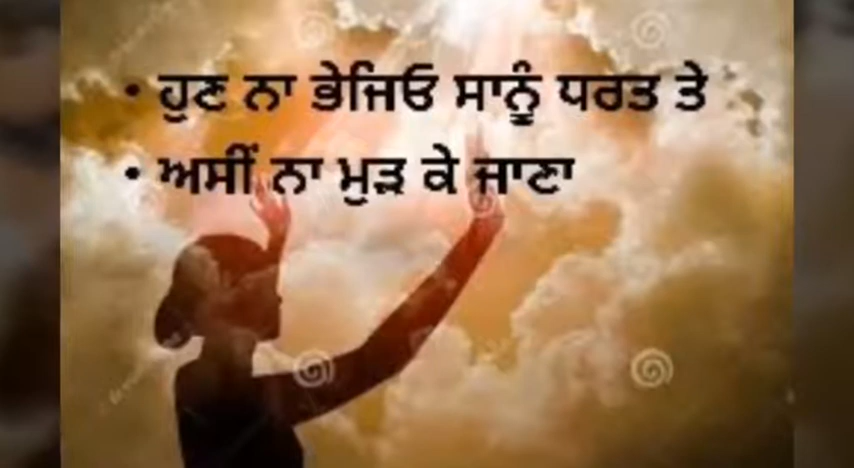 • ਹੁਣ ਨਾ ਭੇਜਿਓ ਸਾਨੂੰ ਧਰਤ ਤੇ
• ਅਸੀਂ ਨਾ ਮੁੜ ਕੇ ਜਾਣਾ